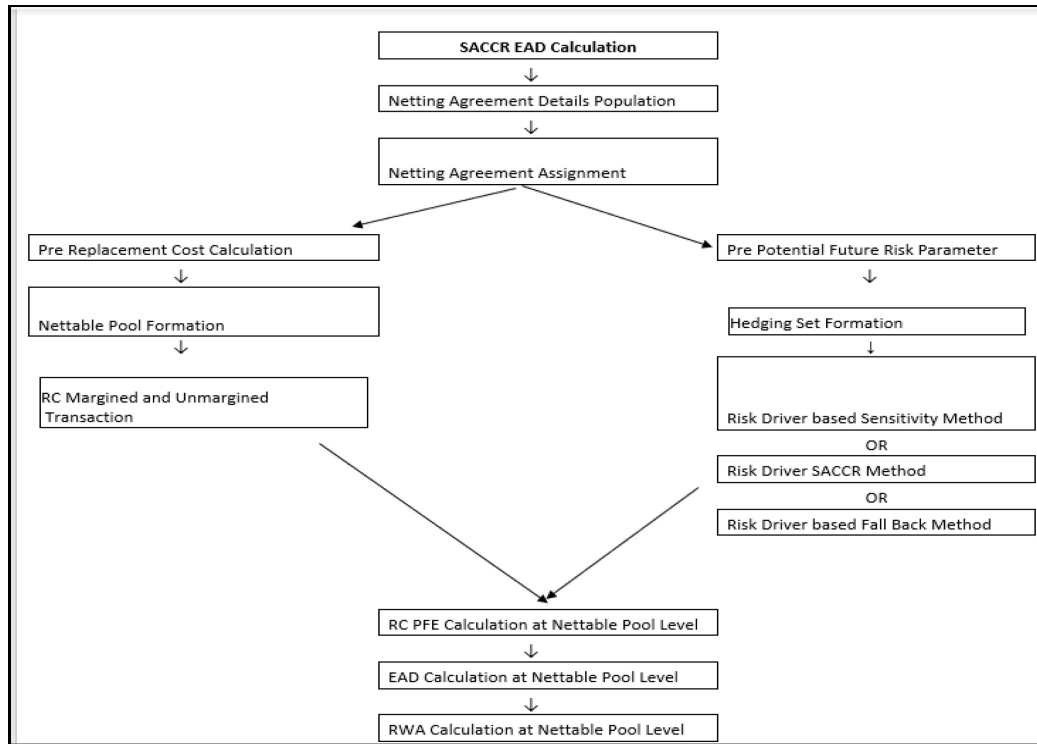 SACCR EAD Calculation
Netting Agreement Details Population
Netting Agreement Assignment
Pre Replacement Cost Calculation
Nettable Pool Formation
RC Margined and Unmargined
Transaction
Pre Potential Future Risk Parameter
Hedging Set Formation
Risk Driver based Sensitivity Method
OR
Risk Driver SACCR Method
OR
Risk Driver based Fall Back Method
RC PFE Calculation at Nettable Pool Level
EAD Calculation at Nettable Pool Level
RWA Calculation at Nettable Pool Level